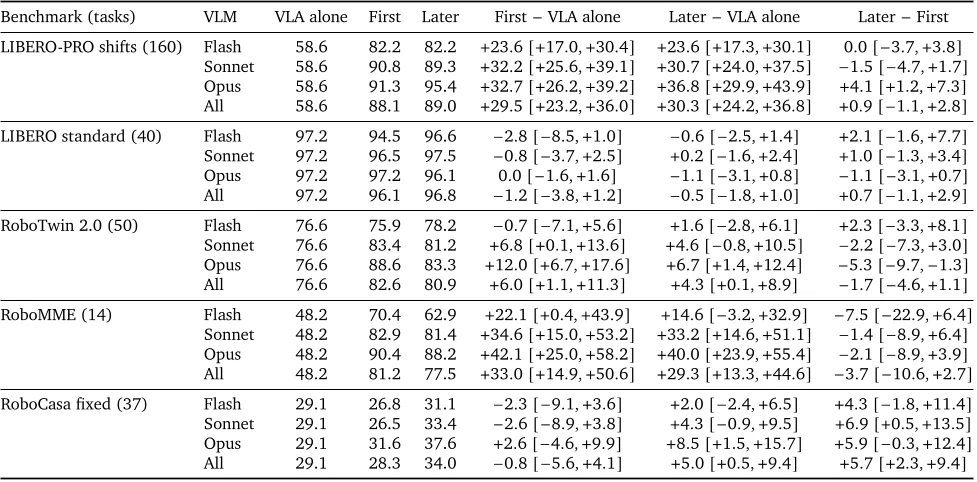 Benchmark (tasks) VLM VLA alone First Later First − VLA alone Later − VLA alone Later − First
LIBERO-PRO shifts (160) Flash 58.6 82.2 82.2 +23.6 [+17.0, +30.4] +23.6 [+17.3, +30.1] 0.0 [−3.7, +3.8]
Sonnet 58.6 90.8 89.3 +32.2 [+25.6, +39.1] +30.7 [+24.0, +37.5] −1.5 [−4.7, +1.7]
Opus 58.6 91.3 95.4 +32.7 [+26.2, +39.2] +36.8 [+29.9, +43.9] +4.1 [+1.2, +7.3]
All 58.6 88.1 89.0 +29.5 [+23.2, +36.0] +30.3 [+24.2, +36.8] +0.9 [−1.1, +2.8]
LIBERO standard (40) Flash 97.2 94.5 96.6 −2.8 [−8.5, +1.0] −0.6 [−2.5, +1.4] +2.1 [−1.6, +7.7]
Sonnet 97.2 96.5 97.5 −0.8 [−3.7, +2.5] +0.2 [−1.6, +2.4] +1.0 [−1.3, +3.4]
Opus 97.2 97.2 96.1 0.0 [−1.6, +1.6] −1.1 [−3.1, +0.8] −1.1 [−3.1, +0.7]
All 97.2 96.1 96.8 −1.2 [−3.8, +1.2] −0.5 [−1.8, +1.0] +0.7 [−1.1, +2.9]
RoboTwin 2.0 (50) Flash 76.6 75.9 78.2 −0.7 [−7.1, +5.6] +1.6 [−2.8, +6.1] +2.3 [−3.3, +8.1]
Sonnet 76.6 83.4 81.2 +6.8 [+0.1, +13.6] +4.6 [−0.8, +10.5] −2.2 [−7.3, +3.0]
Opus 76.6 88.6 83.3 +12.0 [+6.7, +17.6] +6.7 [+1.4, +12.4] −5.3 [−9.7, −1.3]
All 76.6 82.6 80.9 +6.0 [+1.1, +11.3] +4.3 [+0.1, +8.9] −1.7 [−4.6, +1.1]
RoboMME (14) Flash 48.2 70.4 62.9 +22.1 [+0.4, +43.9] +14.6 [−3.2, +32.9] −7.5 [−22.9, +6.4]
Sonnet 48.2 82.9 81.4 +34.6 [+15.0, +53.2] +33.2 [+14.6, +51.1] −1.4 [−8.9, +6.4]
Opus 48.2 90.4 88.2 +42.1 [+25.0, +58.2] +40.0 [+23.9, +55.4] −2.1 [−8.9, +3.9]
All 48.2 81.2 77.5 +33.0 [+14.9, +50.6] +29.3 [+13.3, +44.6] −3.7 [−10.6, +2.7]
RoboCasa fixed (37) Flash 29.1 26.8 31.1 −2.3 [−9.1, +3.6] +2.0 [−2.4, +6.5] +4.3 [−1.8, +11.4]
Sonnet 29.1 26.5 33.4 −2.6 [−8.9, +3.8] +4.3 [−0.9, +9.5] +6.9 [+0.5, +13.5]
Opus 29.1 31.6 37.6 +2.6 [−4.6, +9.9] +8.5 [+1.5, +15.7] +5.9 [−0.3, +12.4]
All 29.1 28.3 34.0 −0.8 [−5.6, +4.1] +5.0 [+0.5, +9.4] +5.7 [+2.3, +9.4]